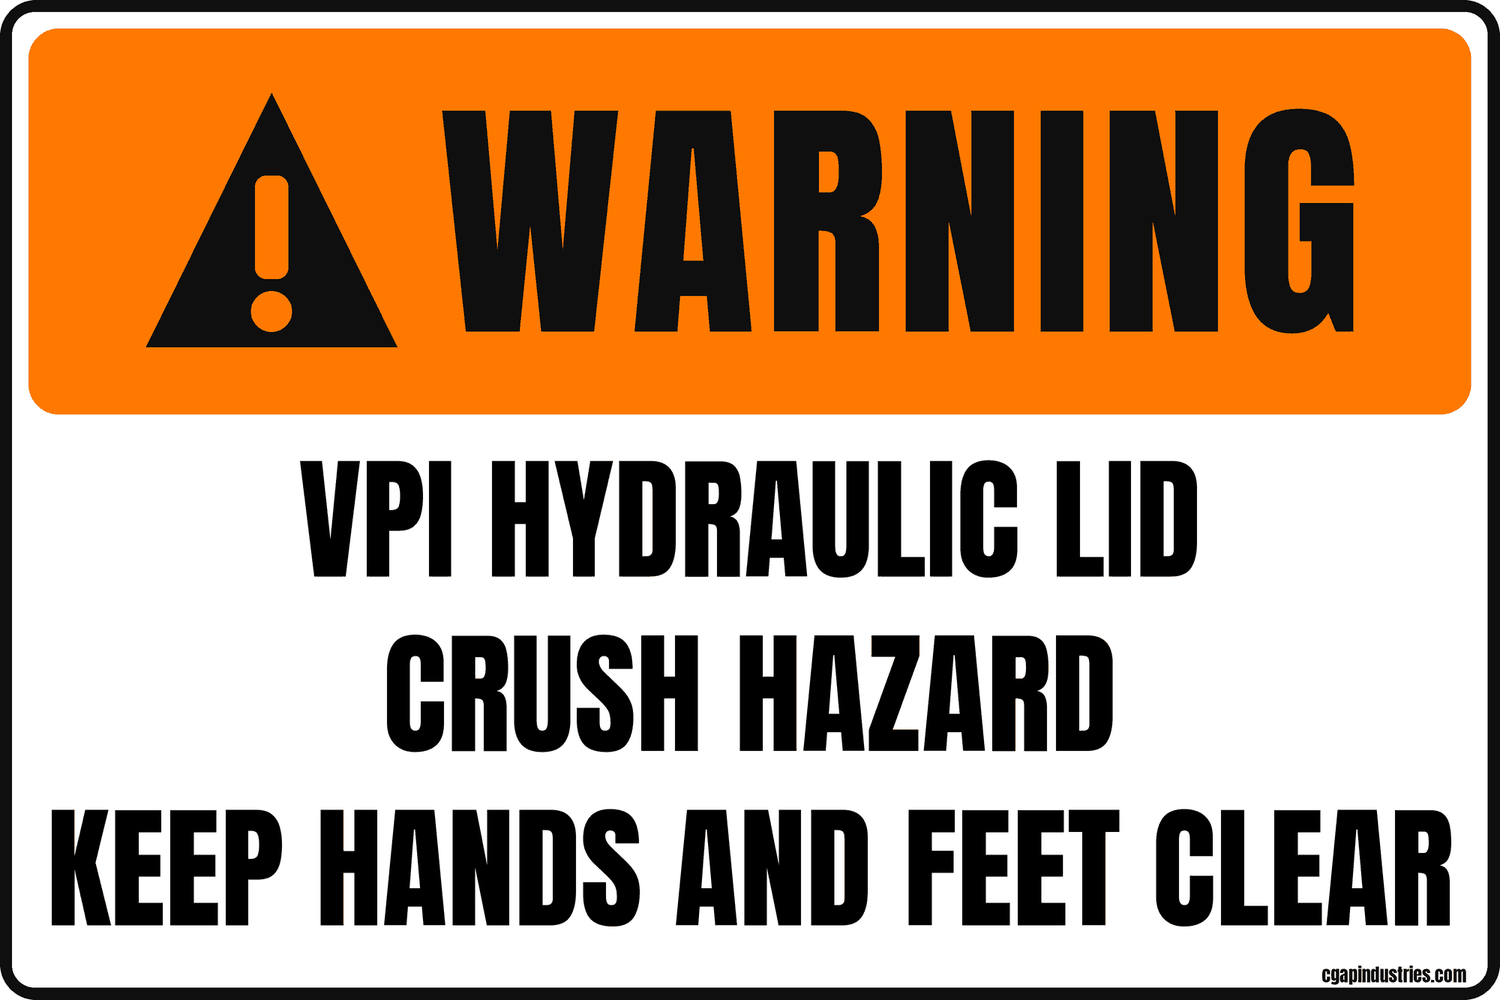 WARNING
VPI HYDRAULIC LID
CRUSH HAZARD
KEEP HANDS AND FEET CLEAR
cgapindustries.com